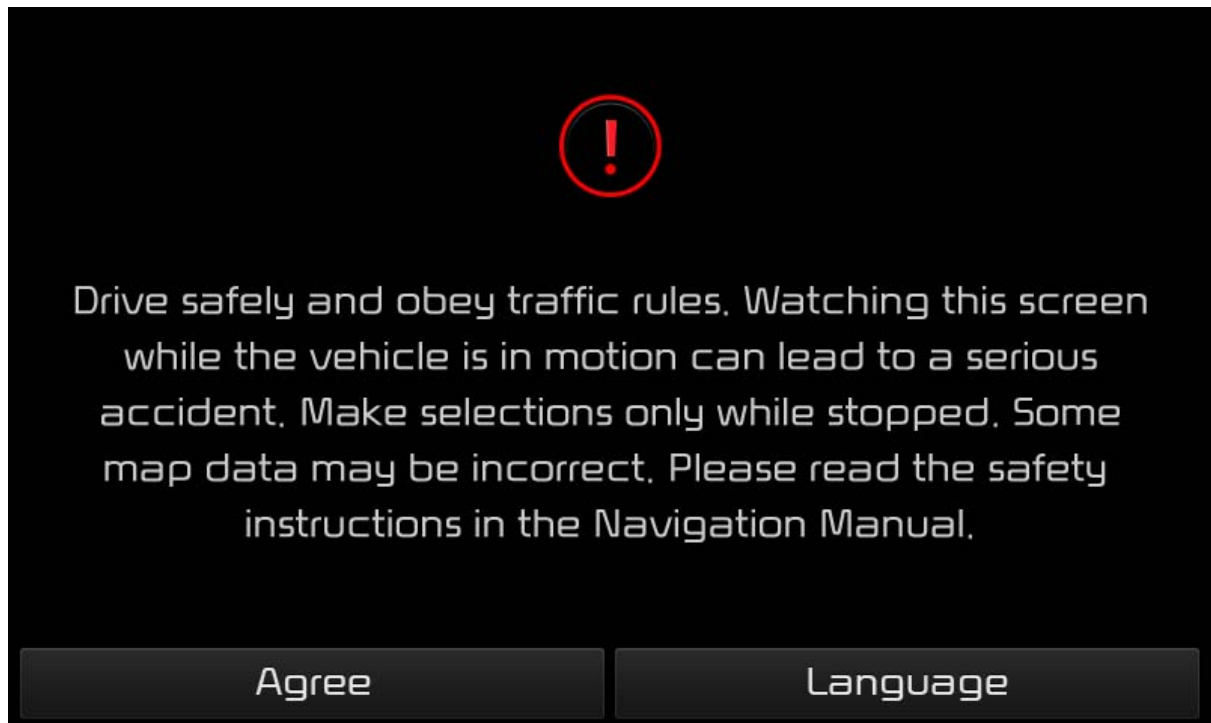 Drive safely and obey traffic rules. Watching this screen
while the vehicle is in motion can lead to a serious
accident. Make selections only while stopped. Some
map data may be incorrect. Please read the safety
instructions in the Navigation Manual.
Agree
Language